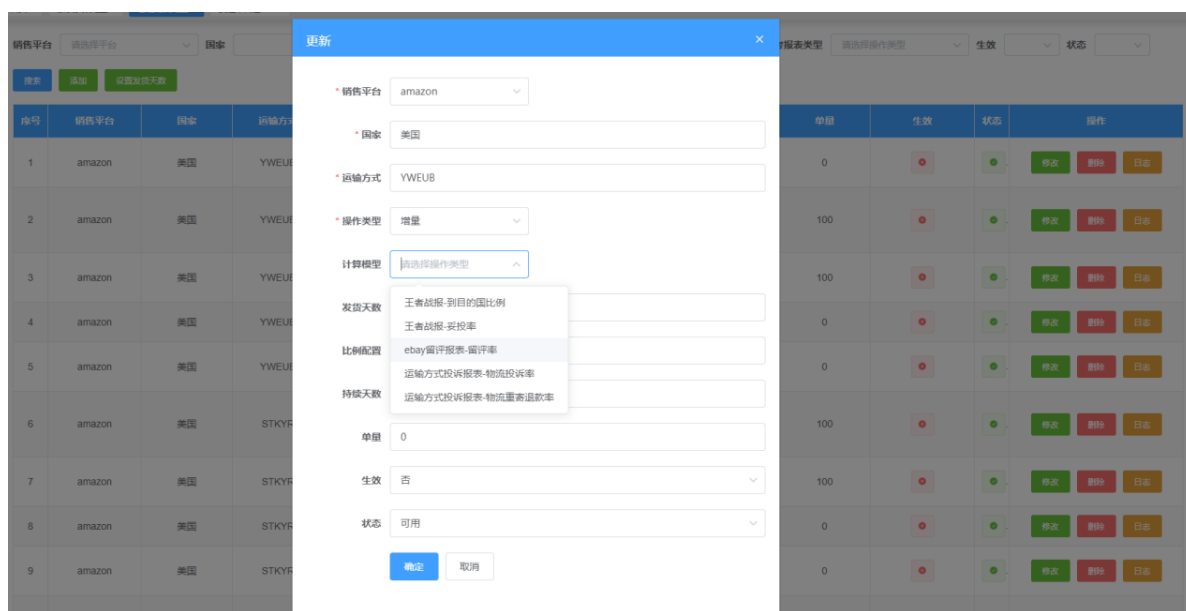 更新 ×
销售平台 请选择平台 国家
报表类型 请选择操作类型 生效 状态
搜索 添加 设置发货天数
序号 销售平台 国家 运输方式 单量 生效 状态 操作
1 amazon 美国 YWEUB 0 修改 删除 日志
2 amazon 美国 YWEUB 100 修改 删除 日志
3 amazon 美国 YWEUB 100 修改 删除 日志
4 amazon 美国 YWEUB 0 修改 删除 日志
5 amazon 美国 YWEUB 0 修改 删除 日志
6 amazon 美国 STKYR 100 修改 删除 日志
7 amazon 美国 STKYR 100 修改 删除 日志
8 amazon 美国 STKYR 0 修改 删除 日志
9 amazon 美国 STKYR 0 修改 删除 日志
* 销售平台 amazon
* 国家 美国
* 运输方式 YWEUB
* 操作类型 增量
计算模型 请选择操作类型
王者战报-到目的国比例
王者战报-妥投率
ebay留评报表-留评率
运输方式投诉报表-物流投诉率
运输方式投诉报表-物流重寄退款率
发货天数
比例配置
持续天数
单量 0
生效 否
状态 可用
确定 取消